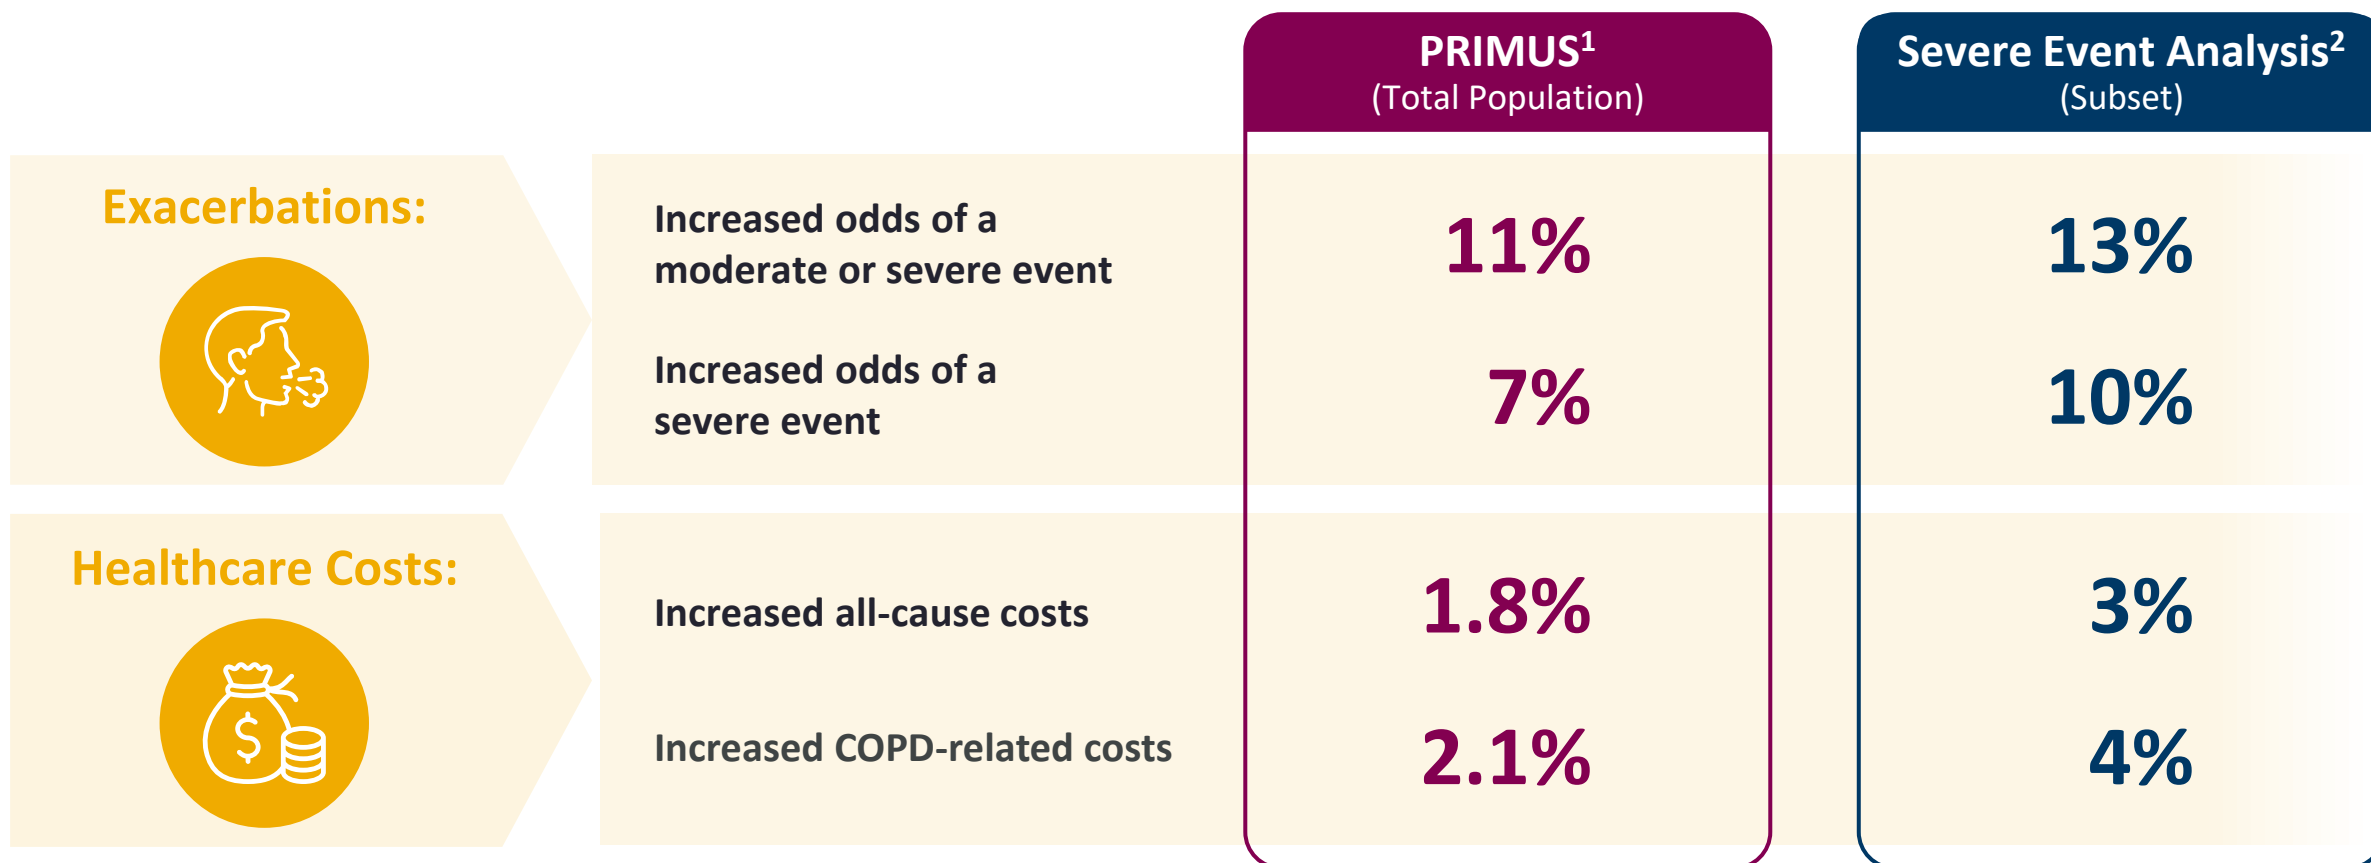 PRIMUS1
(Total Population)
Severe Event Analysis2
(Subset)
Exacerbations:
Increased odds of a
moderate or severe event
11%
13%
Increased odds of a
severe event
7%
10%
Healthcare Costs:
Increased all-cause costs
1.8%
3%
Increased COPD-related costs
2.1%
4%
$